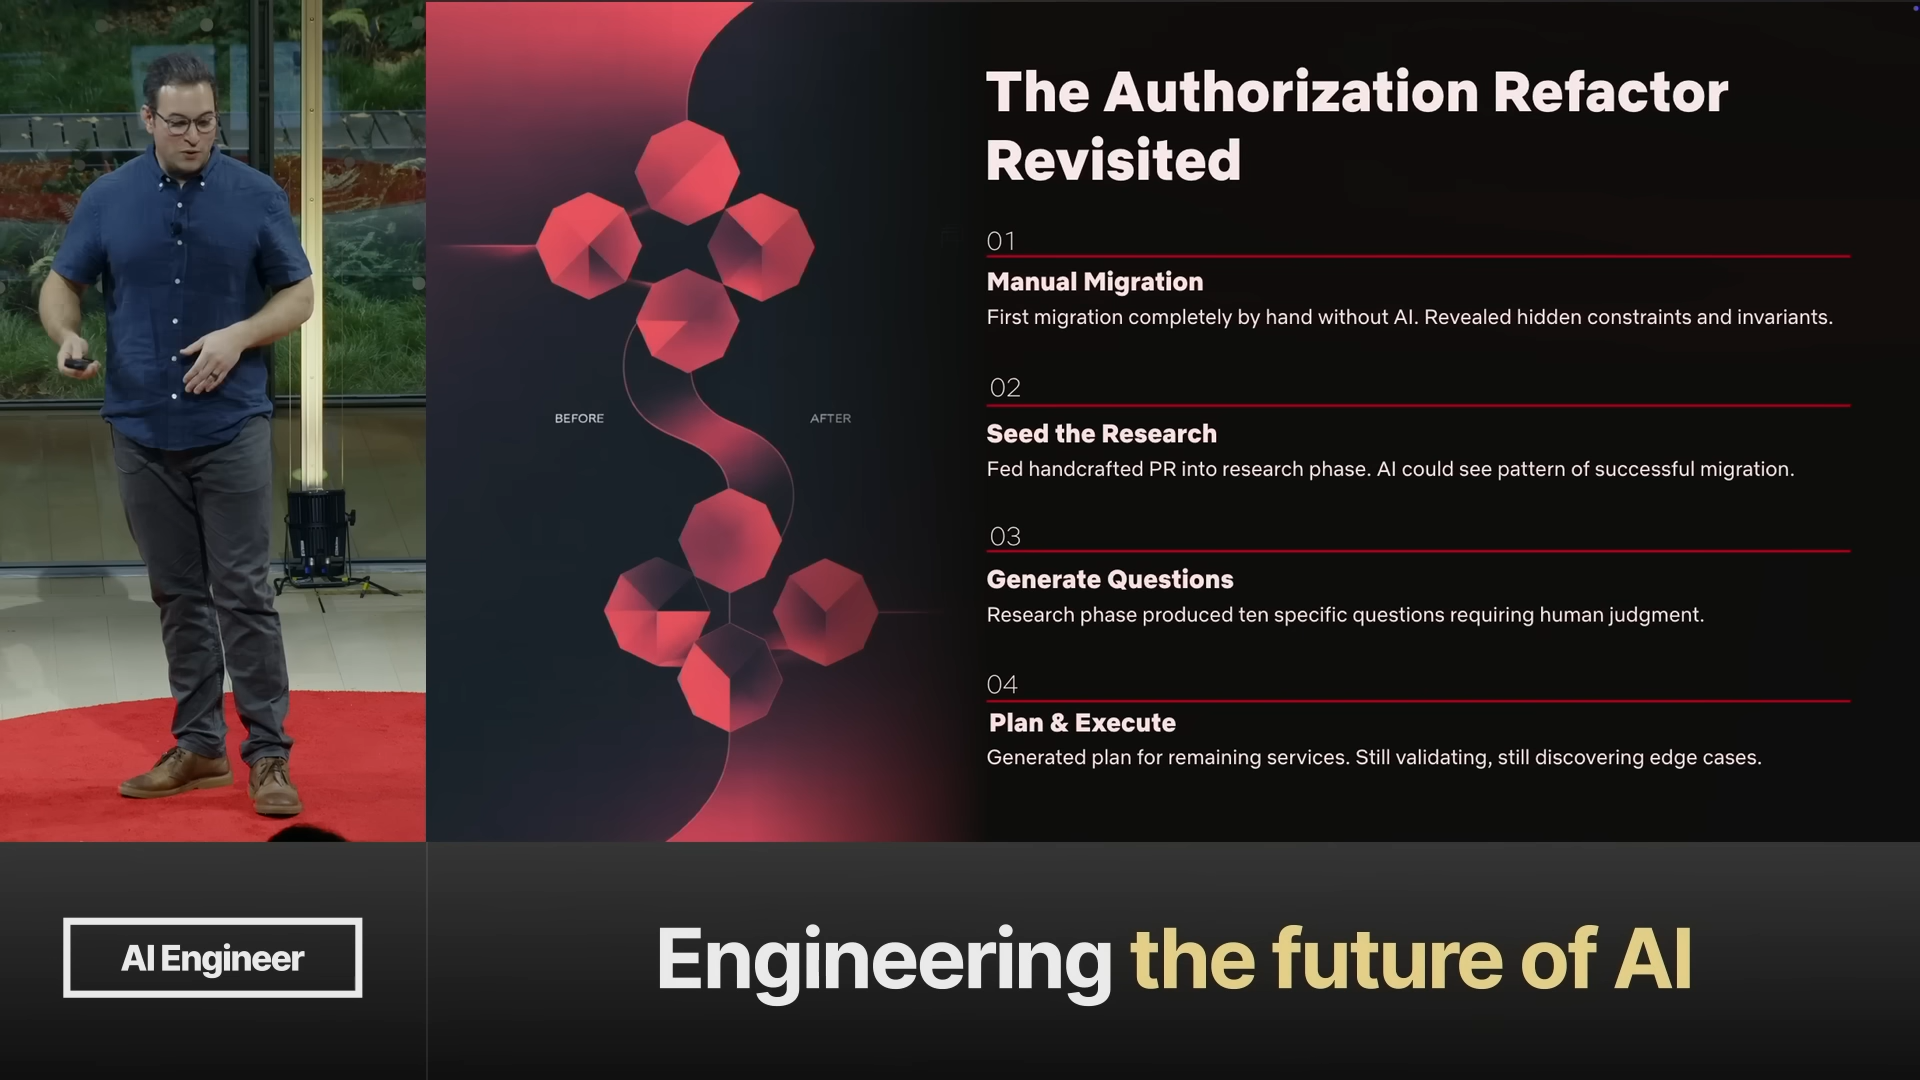 The Authorization Refactor
Revisited
01
Manual Migration
First migration completely by hand without AI. Revealed hidden constraints and invariants.
02
Seed the Research
Fed handcrafted PR into research phase. AI could see pattern of successful migration.
03
Generate Questions
Research phase produced ten specific questions requiring human judgment.
04
Plan & Execute
Generated plan for remaining services. Still validating, still discovering edge cases.
BEFORE
AFTER
AI Engineer
Engineering the future of AI